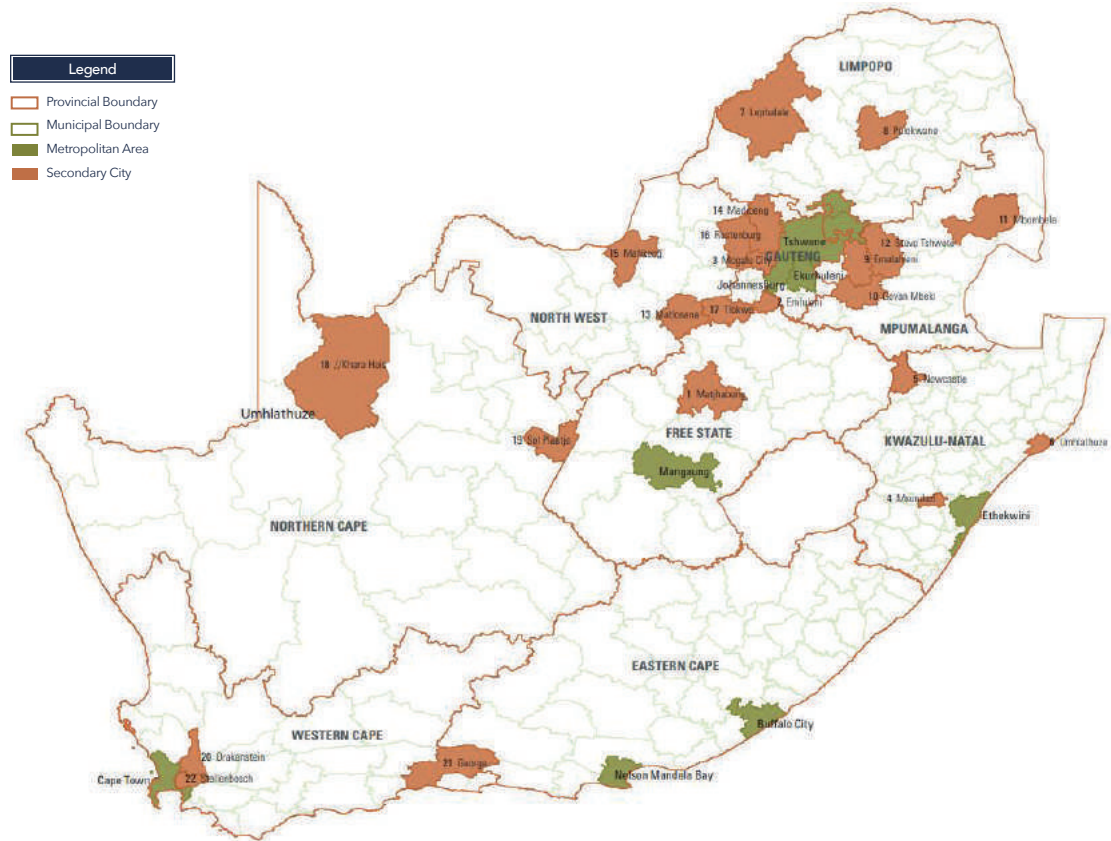 Legend
Provincial Boundary
Municipal Boundary
Metropolitan Area
Secondary City
LIMPOPO
7 Lephalale
8 Polokwane
14 Madibeng
11 Mbombela
16 Rustenburg
Tshwane
12 Steve Tshwete
15 Mafikeng
3 Mogale City
GAUTENG
9 Emalahleni
Ekurhuleni
Johannesburg
10 Govan Mbeki
2 Emfuleni
17 Tlokwe
13 Matlosana
NORTH WEST
MPUMALANGA
18 //Khara Hais
5 Newcastle
1 Matjhabeng
Umhlathuze
FREE STATE
19 Sol Plaatje
KWAZULU-NATAL
6 Umhlathuze
Mangaung
4 Msunduzi
Ethekwini
NORTHERN CAPE
EASTERN CAPE
Buffalo City
WESTERN CAPE
20 Drakenstein
21 George
Cape Town
22 Stellenbosch
Nelson Mandela Bay